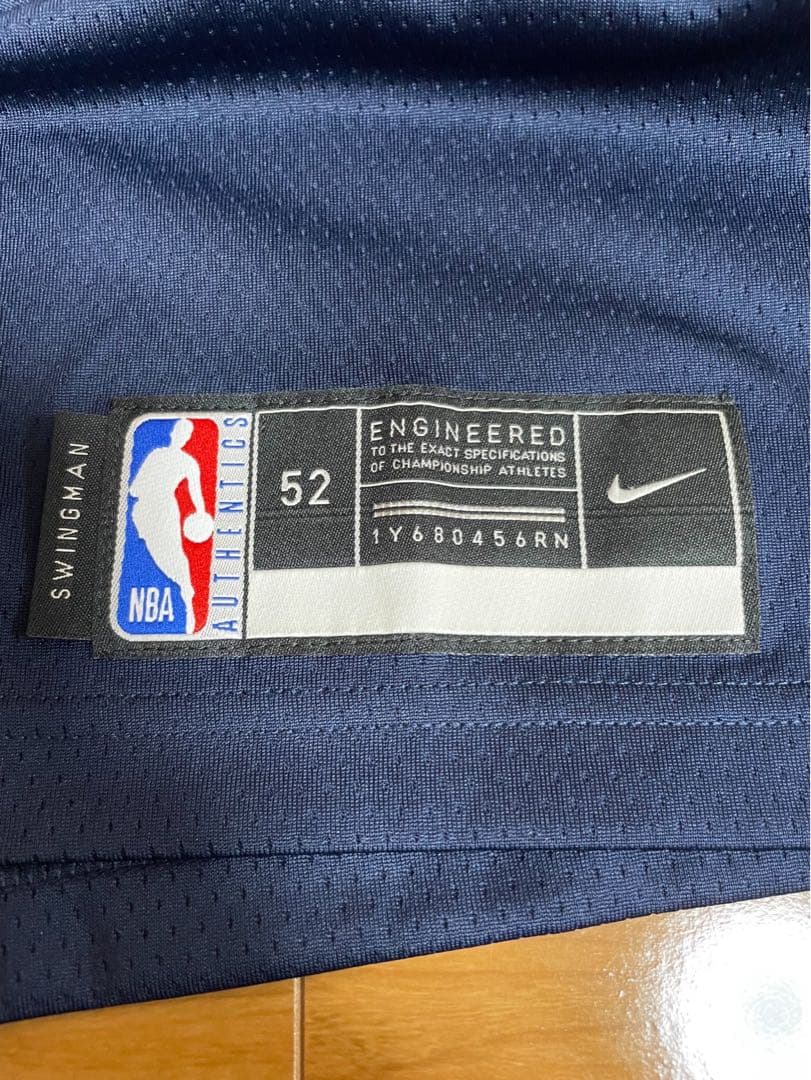 SWINGMAN
NBA
AUTHENTICS
52
ENGINEERED
TO THE EXACT SPECIFICATIONS
OF CHAMPIONSHIP ATHLETES
1Y680456RN